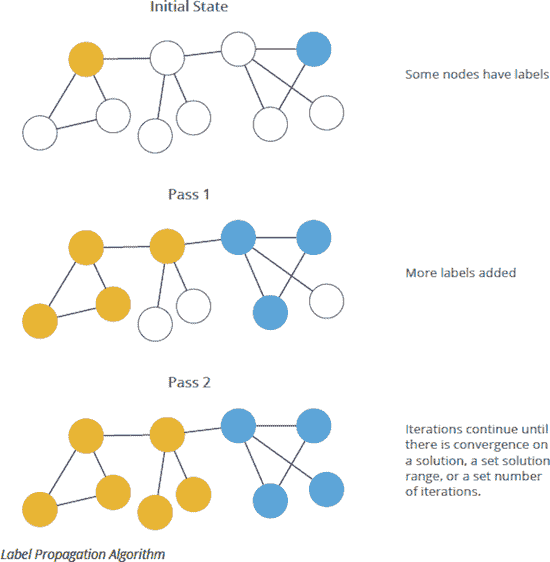 Initial State
Some nodes have labels
Pass 1
More labels added
Pass 2
Iterations continue until
there is convergence on
a solution, a set solution
range, or a set number
of iterations.
Label Propagation Algorithm